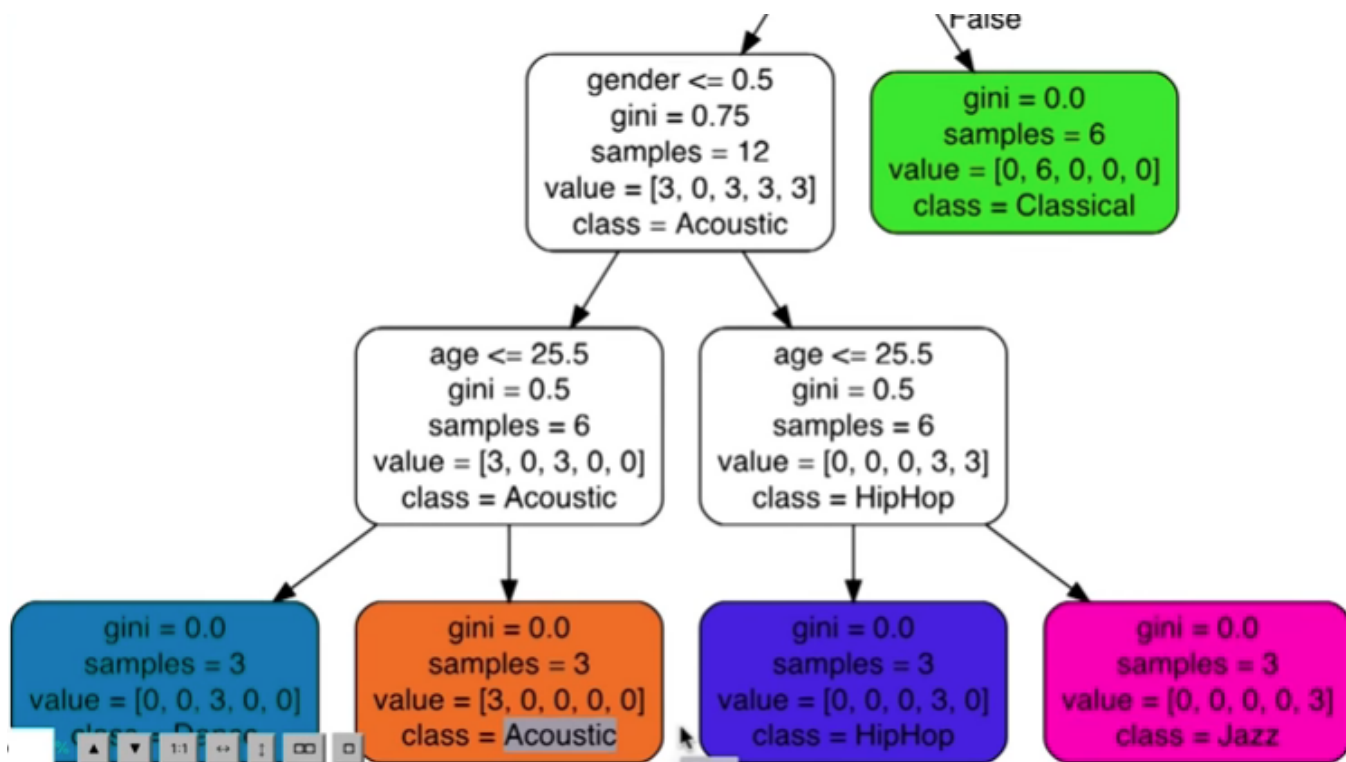 False
gender <= 0.5
gini = 0.75
samples = 12
value = [3, 0, 3, 3, 3]
class = Acoustic
gini = 0.0
samples = 6
value = [0, 6, 0, 0, 0]
class = Classical
age <= 25.5
gini = 0.5
samples = 6
value = [3, 0, 3, 0, 0]
class = Acoustic
age <= 25.5
gini = 0.5
samples = 6
value = [0, 0, 0, 3, 3]
class = HipHop
gini = 0.0
samples = 3
value = [0, 0, 3, 0, 0]
class = Dance
gini = 0.0
samples = 3
value = [3, 0, 0, 0, 0]
class = Acoustic
gini = 0.0
samples = 3
value = [0, 0, 0, 3, 0]
class = HipHop
gini = 0.0
samples = 3
value = [0, 0, 0, 0, 3]
class = Jazz
% 1:1